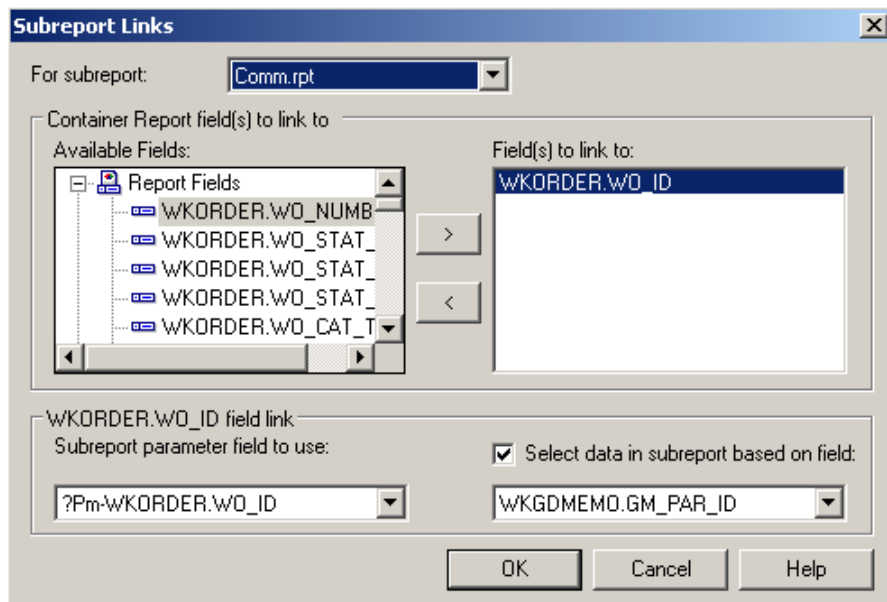 Subreport Links
For subreport: Comm.rpt
Container Report field(s) to link to
Available Fields:
Field(s) to link to:
Report Fields
WKORDER.WO_NUMB
WKORDER.WO_STAT_
WKORDER.WO_STAT_
WKORDER.WO_STAT_
WKORDER.WO_CAT_T
>
<
WKORDER.WO_ID
WKORDER.WO_ID field link
Subreport parameter field to use:
Select data in subreport based on field:
?Pm-WKORDER.WO_ID
WKGDMEMO.GM_PAR_ID
OK Cancel Help